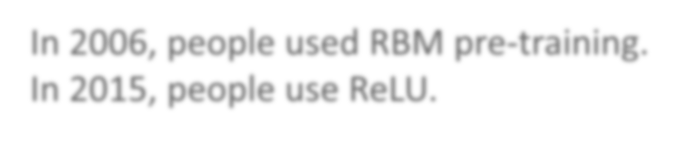 In 2006, people used RBM pre-training.
In 2015, people use ReLU.